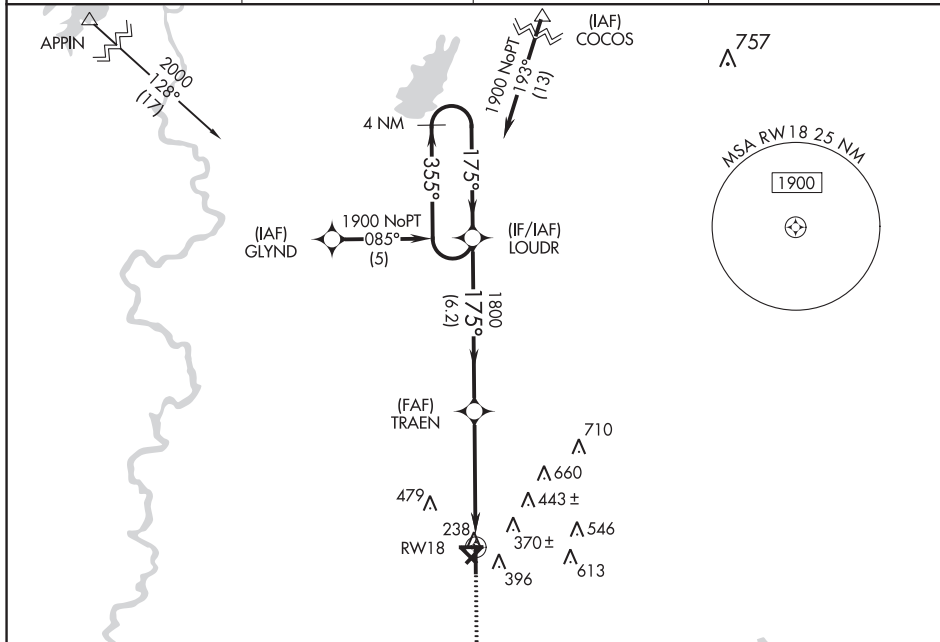 APPIN
2000
128°
(17)
(IAF)
COCOS
1900 NoPT
193°
(13)
757
4 NM
355°
175°
MSA RW18 25 NM
1900
(IAF)
GLYND
1900 NoPT
085°
(5)
(IF/IAF)
LOUDR
1800
175°
(6.2)
(FAF)
TRAEN
710
660
479
443 ±
238
370 ±
546
RW18
396
613